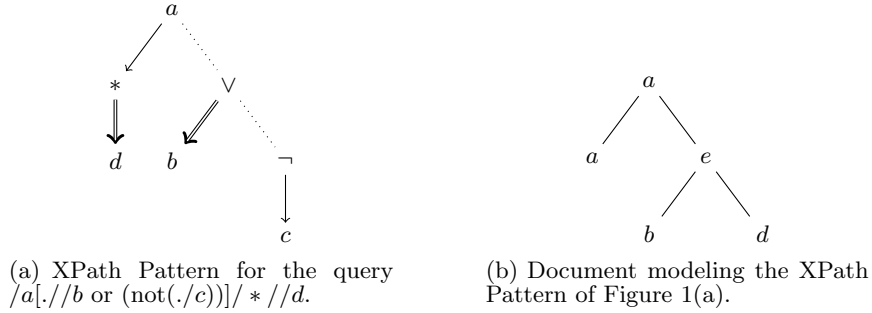 a
* ∨
d b ¬
c
(a) XPath Pattern for the query
/a[.//b or (not(./c))]/ * //d.
a
a e
b d
(b) Document modeling the XPath
Pattern of Figure 1(a).